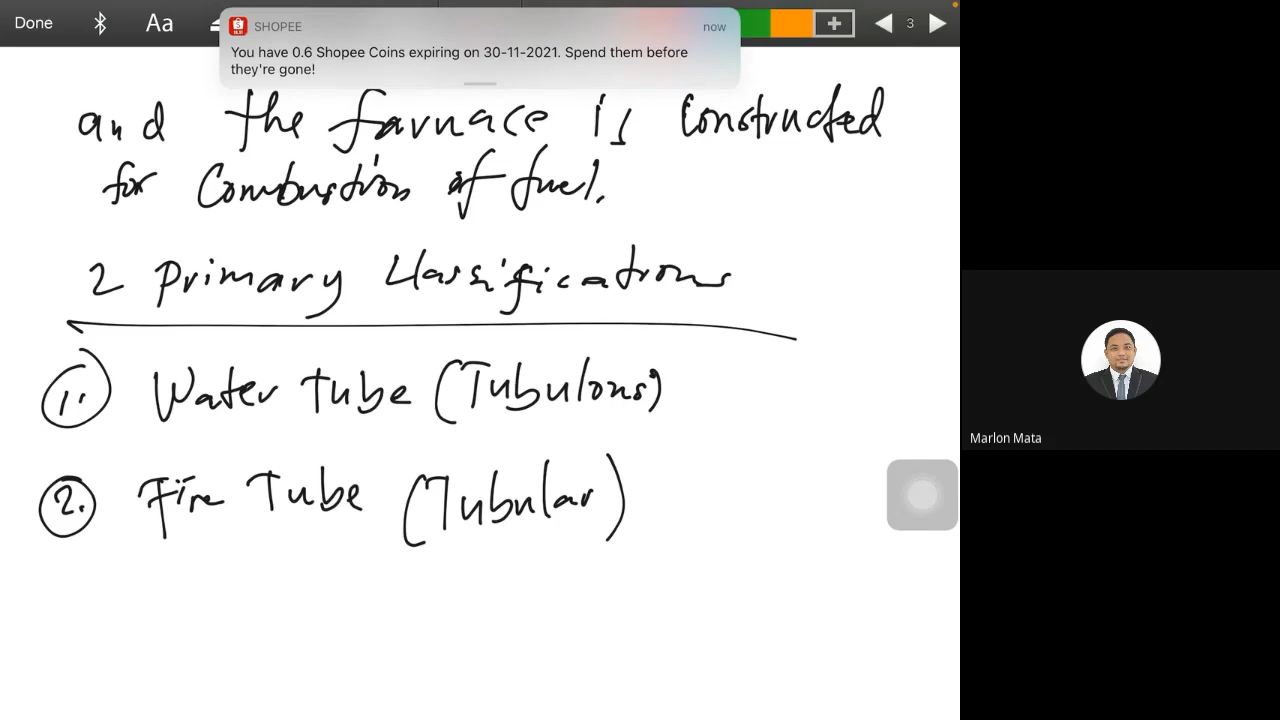 Done Aa 3
SHOPEE now
You have 0.6 Shopee Coins expiring on 30-11-2021. Spend them before
they're gone!
and the farnace is constructed
for Combustion of fuel.
2 Primary Classifications
1. Water Tube (Tubulous)
2. Fire Tube (Tubular)
Marlon Mata